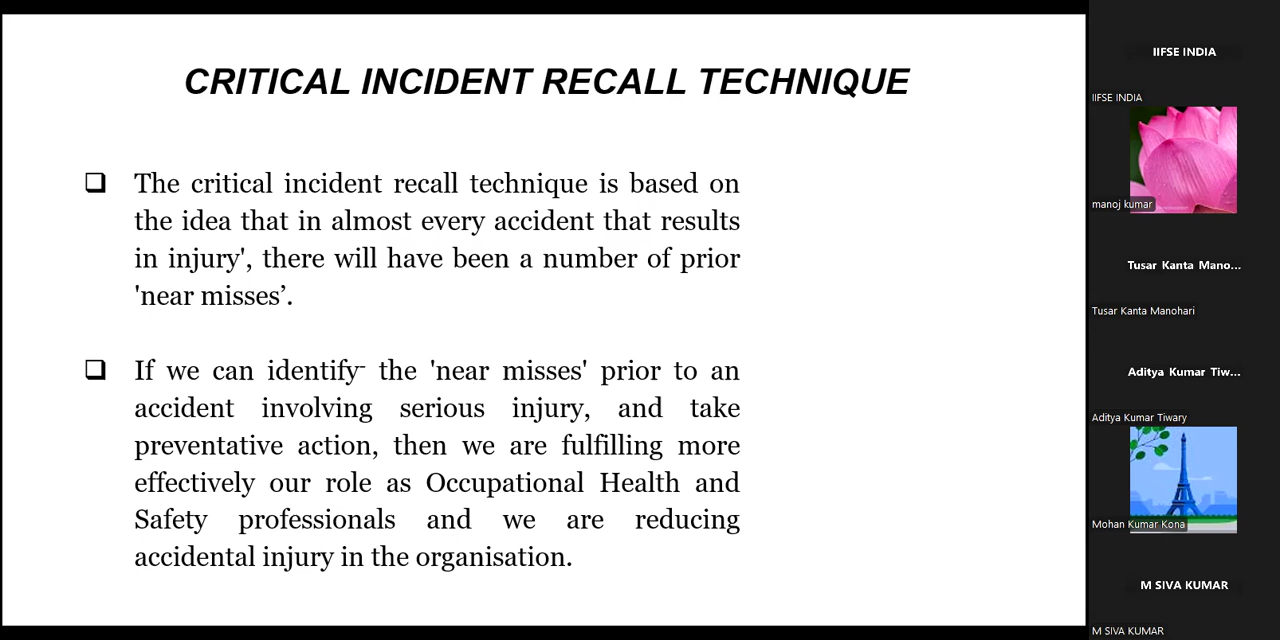 CRITICAL INCIDENT RECALL TECHNIQUE
❑ The critical incident recall technique is based on
the idea that in almost every accident that results
in injury', there will have been a number of prior
'near misses’.
❑ If we can identify- the 'near misses' prior to an
accident involving serious injury, and take
preventative action, then we are fulfilling more
effectively our role as Occupational Health and
Safety professionals and we are reducing
accidental injury in the organisation.
IIFSE INDIA
IIFSE INDIA
manoj kumar
Tusar Kanta Mano...
Tusar Kanta Manohari
Aditya Kumar Tiw...
Aditya Kumar Tiwary
Mohan Kumar Kona
M SIVA KUMAR
M SIVA KUMAR